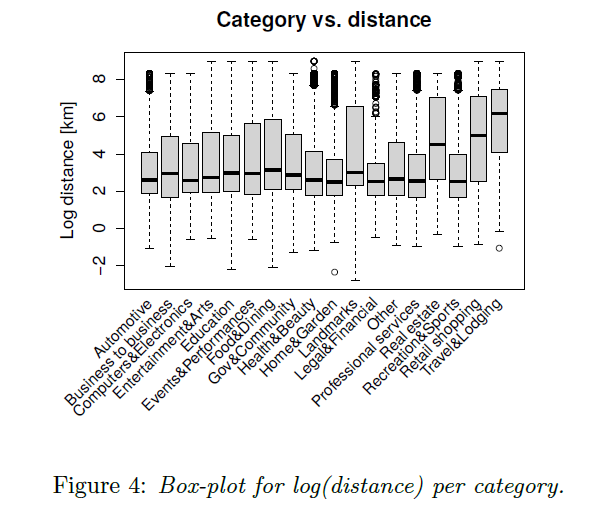 Category vs. distance
Log distance [km]
8
6
4
2
0
−2
Automotive
Business to business
Computers&Electronics
Entertainment&Arts
Education
Events&Performances
Food&Dining
Gov&Community
Health&Beauty
Home&Garden
Landmarks
Legal&Financial
Other
Professional services
Real estate
Recreation&Sports
Retail shopping
Travel&Lodging
Figure 4: Box-plot for log(distance) per category.